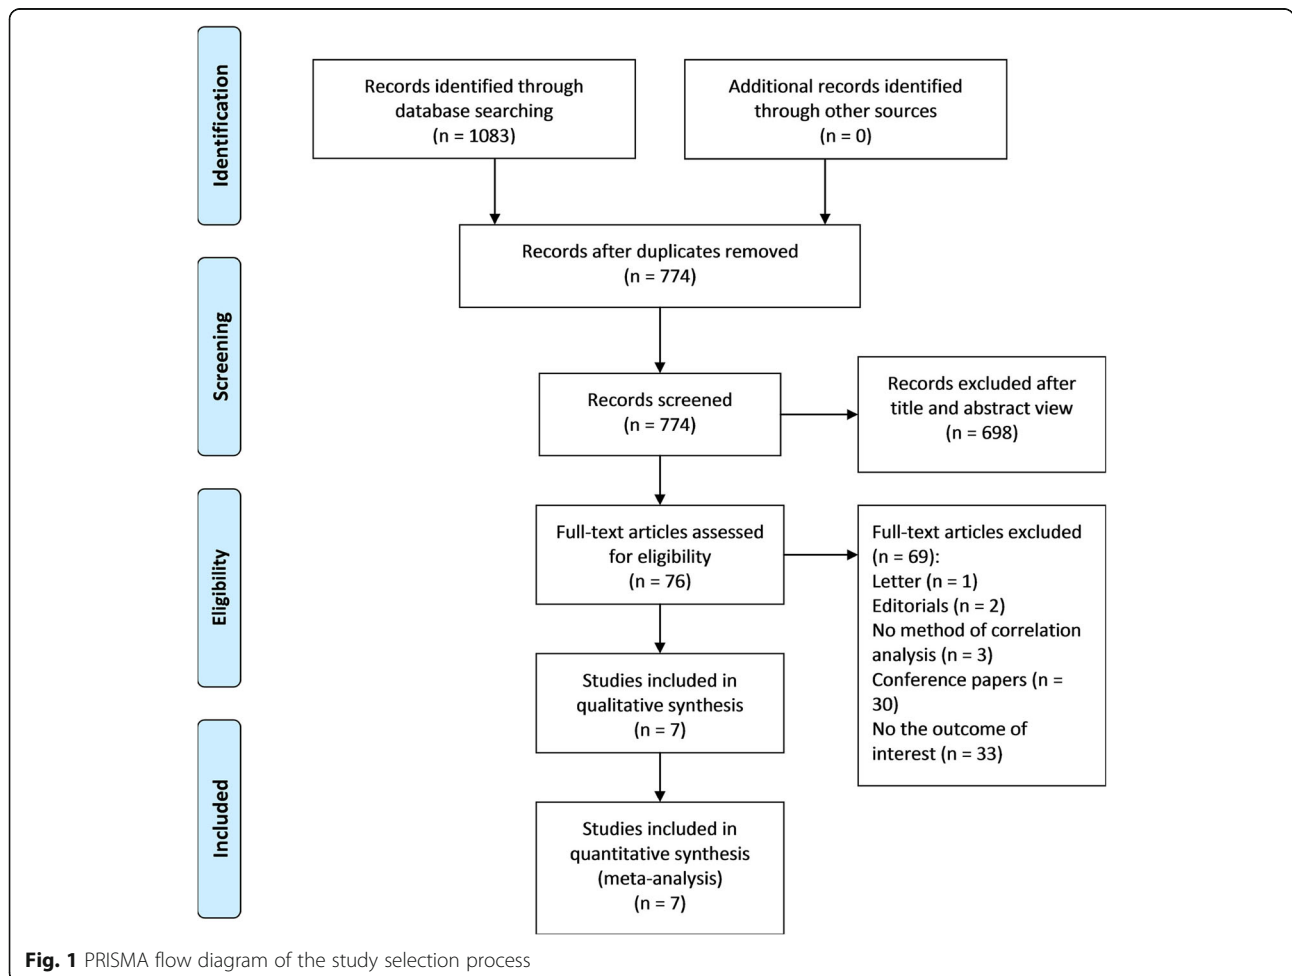 Identification
Records identified through
database searching
(n = 1083)
Additional records identified
through other sources
(n = 0)
Records after duplicates removed
(n = 774)
Screening
Records screened
(n = 774)
Records excluded after
title and abstract view
(n = 698)
Eligibility
Full-text articles assessed
for eligibility
(n = 76)
Full-text articles excluded
(n = 69):
Letter (n = 1)
Editorials (n = 2)
No method of correlation
analysis (n = 3)
Conference papers (n =
30)
No the outcome of
interest (n = 33)
Studies included in
qualitative synthesis
(n = 7)
Included
Studies included in
quantitative synthesis
(meta-analysis)
(n = 7)
Fig. 1 PRISMA flow diagram of the study selection process